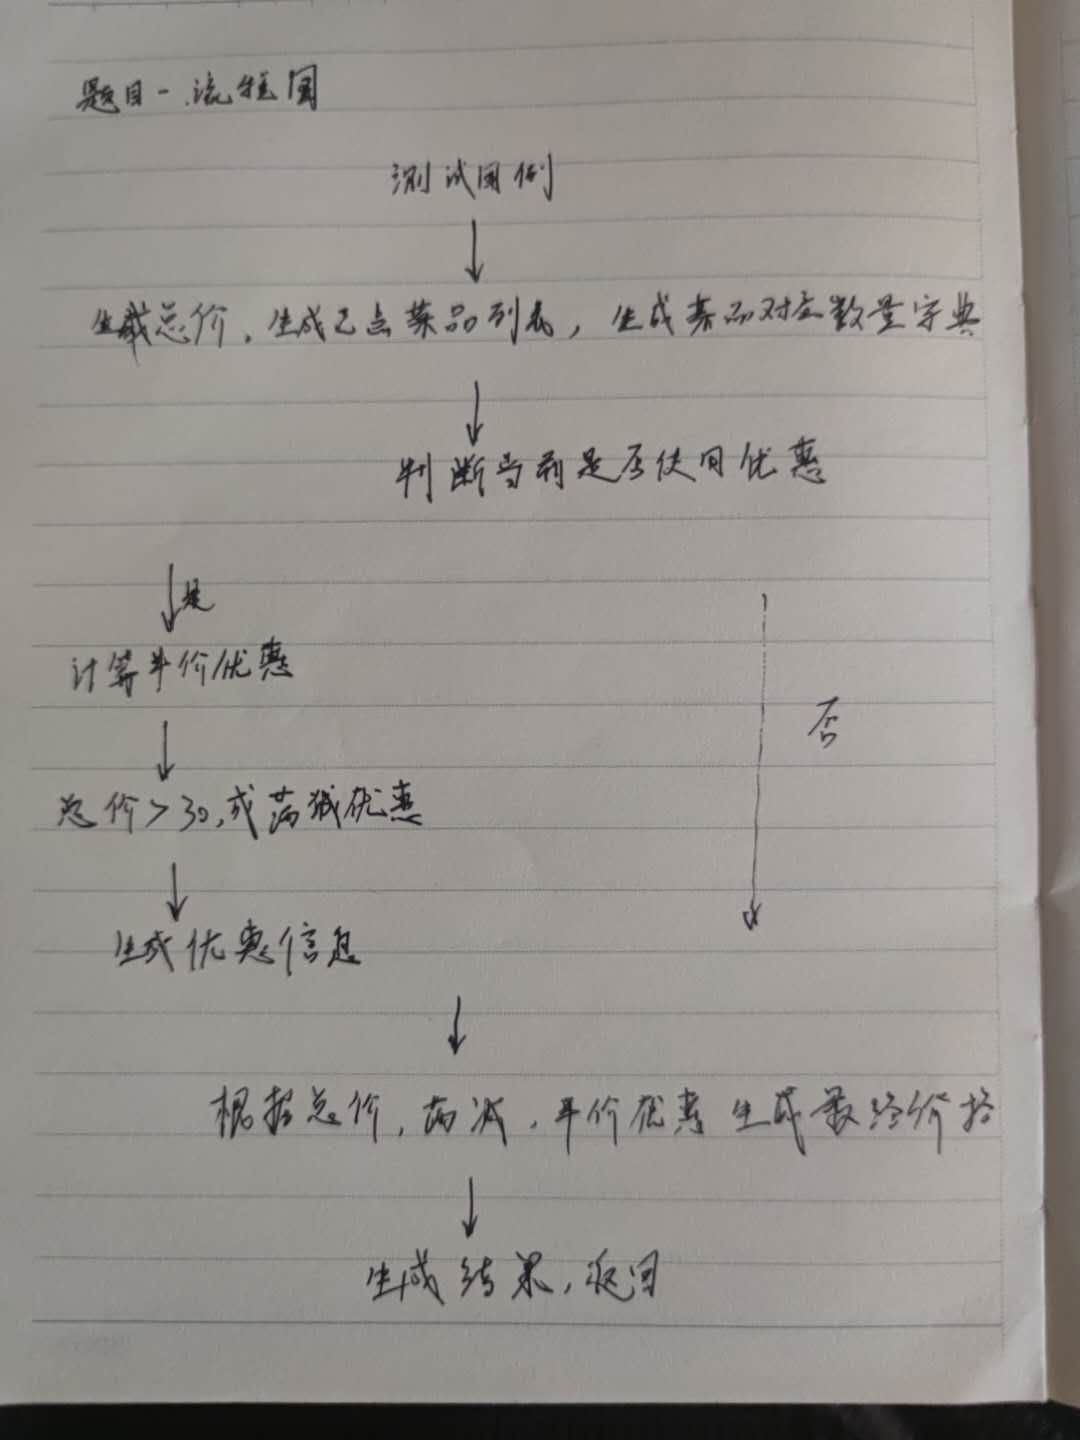 题目一流程图
测试用例
生成总价,生成已点菜品列表,生成菜品对应数量字典
判断当前是否使用优惠
是
计算半价优惠
否
总价>30,成满减优惠
生成优惠信息
根据总价,满减,半价优惠生成最终价格
生成结果,返回